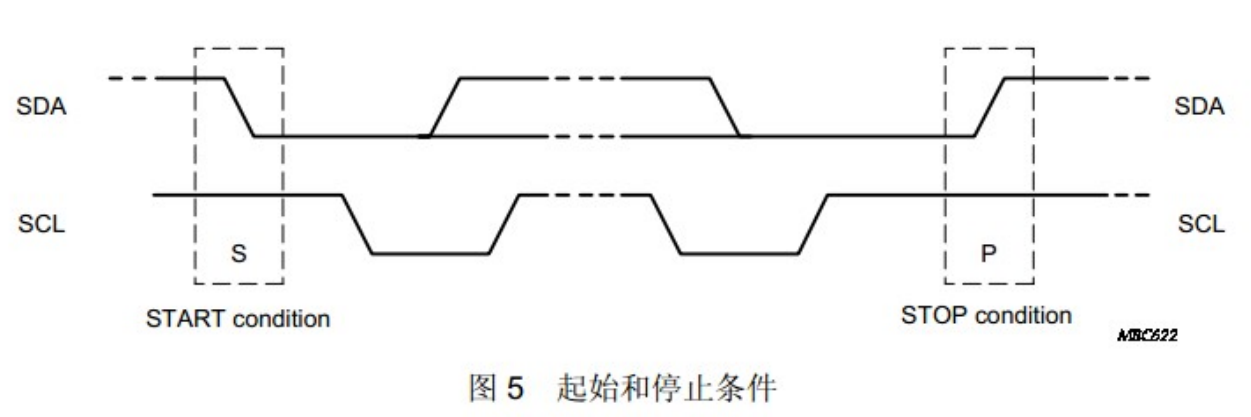 SDA SDA
SCL SCL
S P
START condition STOP condition
MBC622
图 5 起始和停止条件